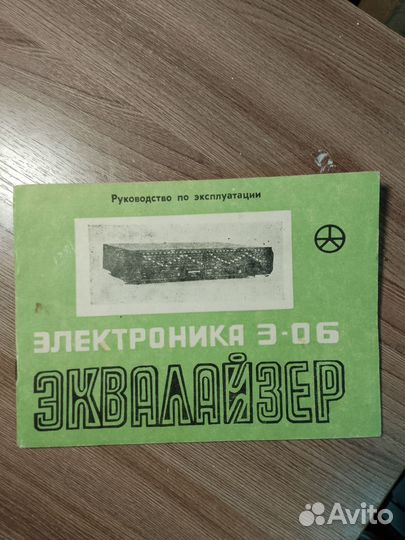 Руководство по эксплуатации
ЭЛЕКТРОНИКА Э-06
ЭКВАЛАЙЗЕР
Avito